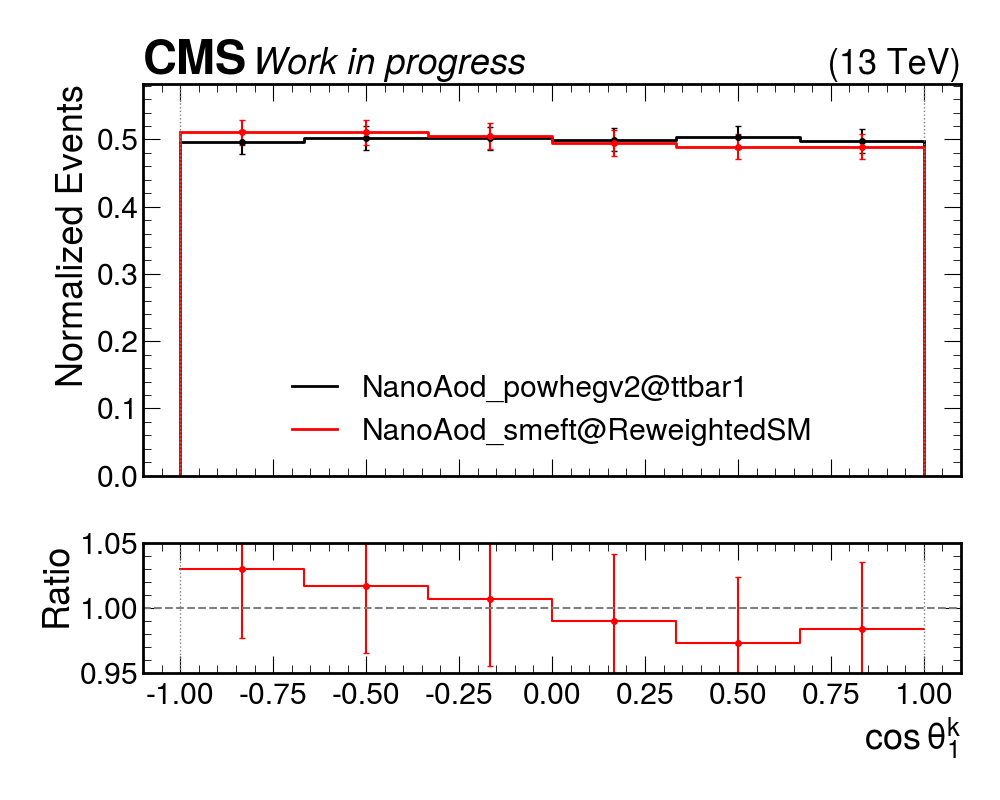 CMS Work in progress (13 TeV)
Normalized Events
0.5
0.4
0.3
0.2
0.1
0.0
NanoAod_powhegv2@ttbar1
NanoAod_smeft@ReweightedSM
Ratio
1.05
1.00
0.95
-1.00 -0.75 -0.50 -0.25 0.00 0.25 0.50 0.75 1.00
cos θ₁ᵏ